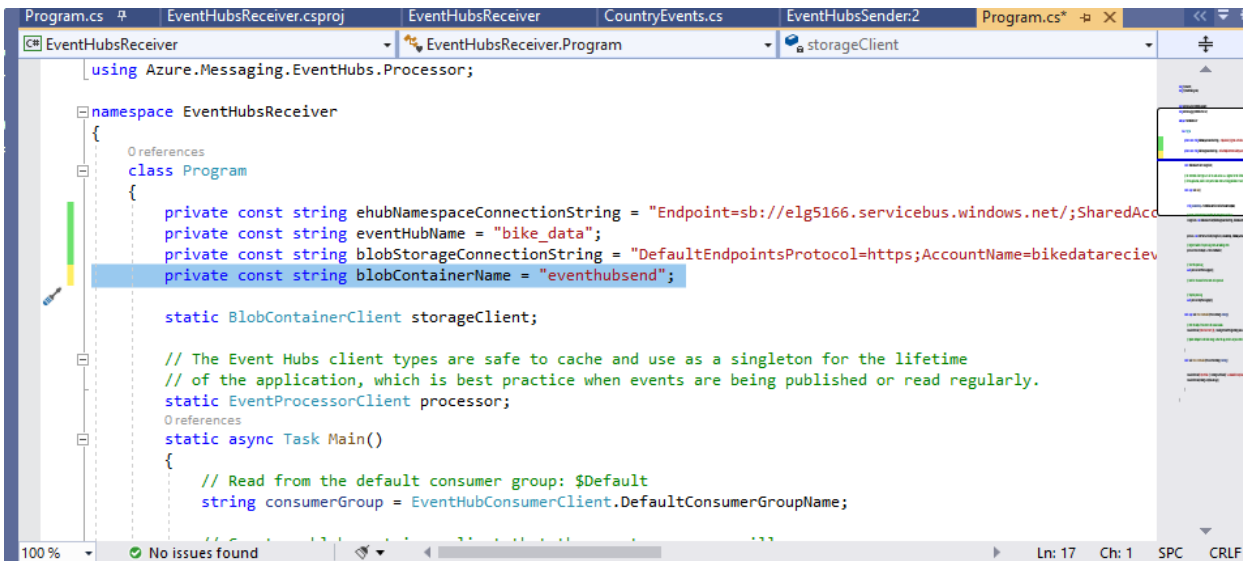 Program.cs EventHubsReceiver.csproj EventHubsReceiver CountryEvents.cs EventHubsSender:2 Program.cs*
C# EventHubsReceiver EventHubsReceiver.Program storageClient
using Azure.Messaging.EventHubs.Processor;
namespace EventHubsReceiver
{
0 references
class Program
{
private const string ehubNamespaceConnectionString = "Endpoint=sb://elg5166.servicebus.windows.net/;SharedAcc
private const string eventHubName = "bike_data";
private const string blobStorageConnectionString = "DefaultEndpointsProtocol=https;AccountName=bikedatareciev
private const string blobContainerName = "eventhubsend";
static BlobContainerClient storageClient;
// The Event Hubs client types are safe to cache and use as a singleton for the lifetime
// of the application, which is best practice when events are being published or read regularly.
static EventProcessorClient processor;
0 references
static async Task Main()
{
// Read from the default consumer group: $Default
string consumerGroup = EventHubConsumerClient.DefaultConsumerGroupName;
100 % No issues found Ln: 17 Ch: 1 SPC CRLF